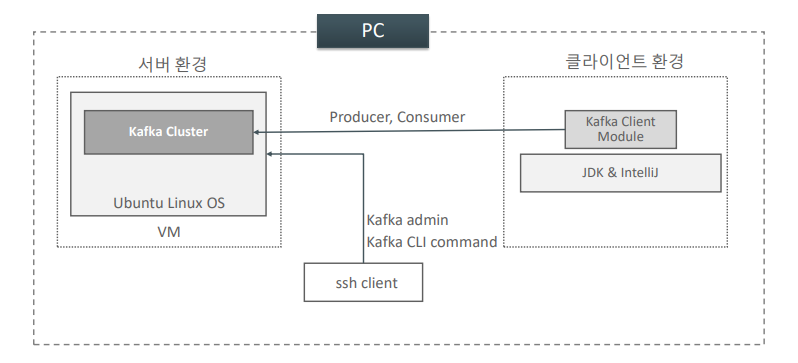 PC
서버 환경
클라이언트 환경
Kafka Cluster
Producer, Consumer
Kafka Client
Module
JDK & IntelliJ
Ubuntu Linux OS
VM
Kafka admin
Kafka CLI command
ssh client